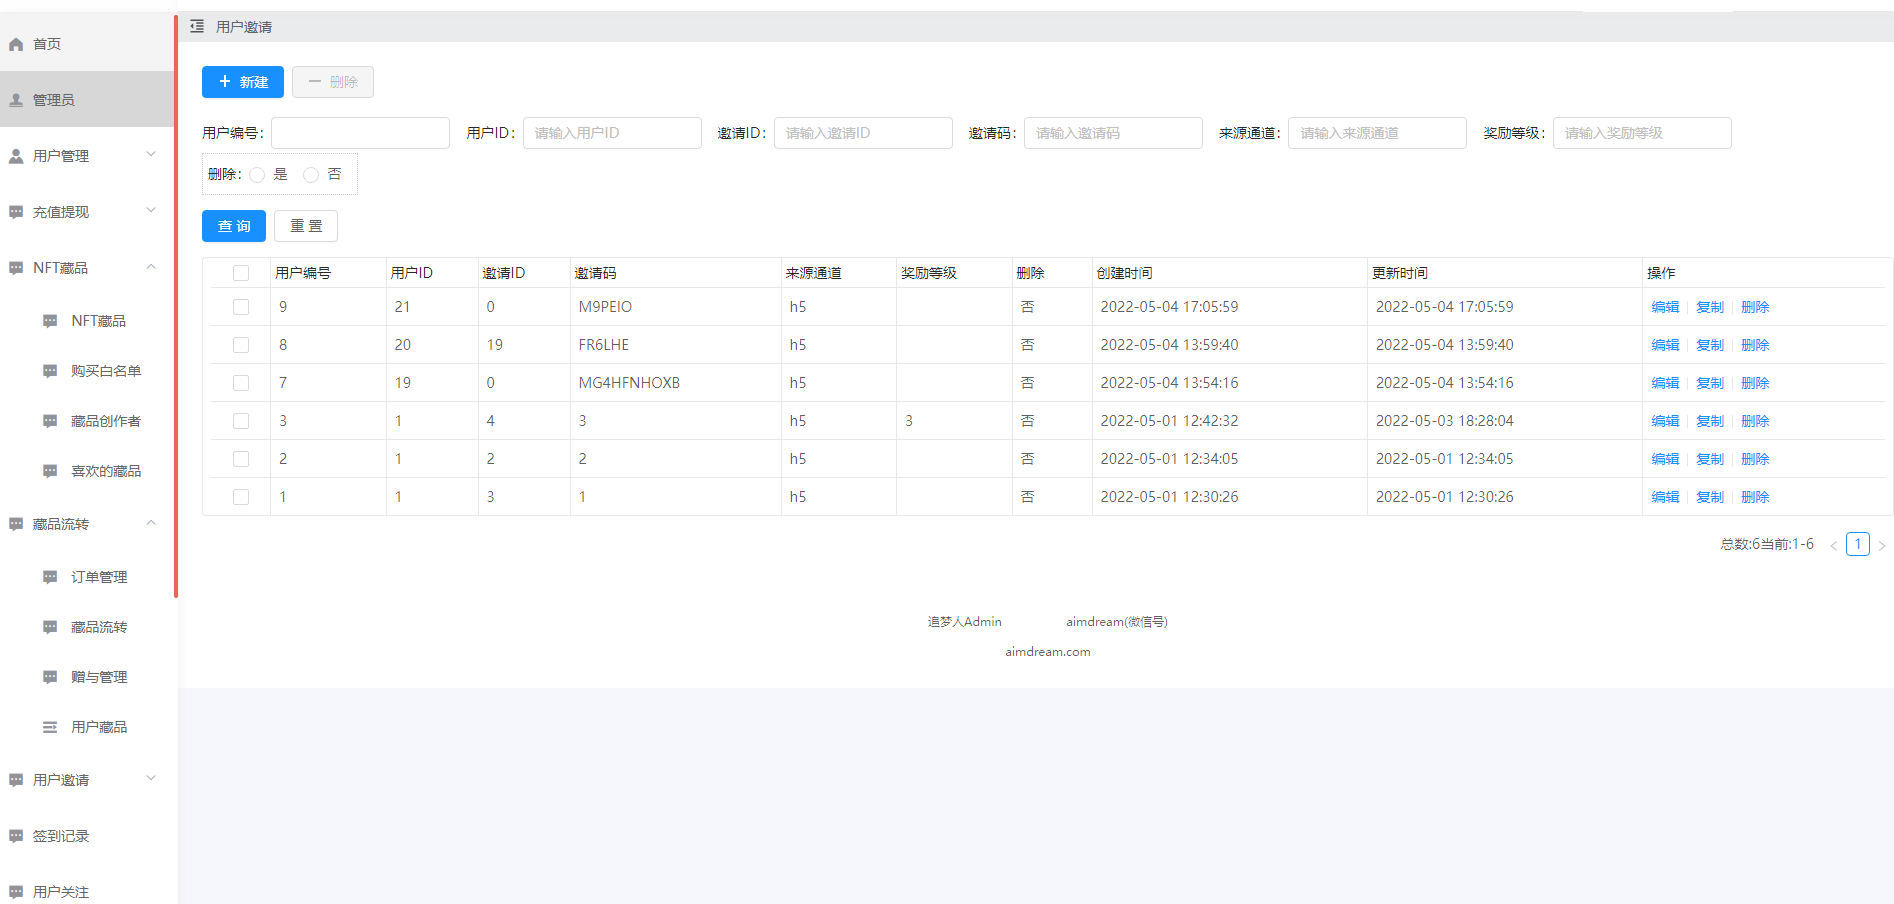 用户邀请
首页
管理员
用户管理
充值提现
NFT藏品
NFT藏品
购买白名单
藏品创作者
喜欢的藏品
藏品流转
订单管理
藏品流转
赠与管理
用户藏品
用户邀请
签到记录
用户关注
+ 新建 — 删除
用户编号： 用户ID： 请输入用户ID 邀请ID： 请输入邀请ID 邀请码： 请输入邀请码 来源通道： 请输入来源通道 奖励等级： 请输入奖励等级
删除： 是 否
查 询 重 置
用户编号 用户ID 邀请ID 邀请码 来源通道 奖励等级 删除 创建时间 更新时间 操作
9 21 0 M9PEIO h5 否 2022-05-04 17:05:59 2022-05-04 17:05:59 编辑 复制 删除
8 20 19 FR6LHE h5 否 2022-05-04 13:59:40 2022-05-04 13:59:40 编辑 复制 删除
7 19 0 MG4HFNHOXB h5 否 2022-05-04 13:54:16 2022-05-04 13:54:16 编辑 复制 删除
3 1 4 3 h5 3 否 2022-05-01 12:42:32 2022-05-03 18:28:04 编辑 复制 删除
2 1 2 2 h5 否 2022-05-01 12:34:05 2022-05-01 12:34:05 编辑 复制 删除
1 1 3 1 h5 否 2022-05-01 12:30:26 2022-05-01 12:30:26 编辑 复制 删除
总数:6当前:1-6 < 1 >
追梦人Admin aimdream(微信号)
aimdream.com